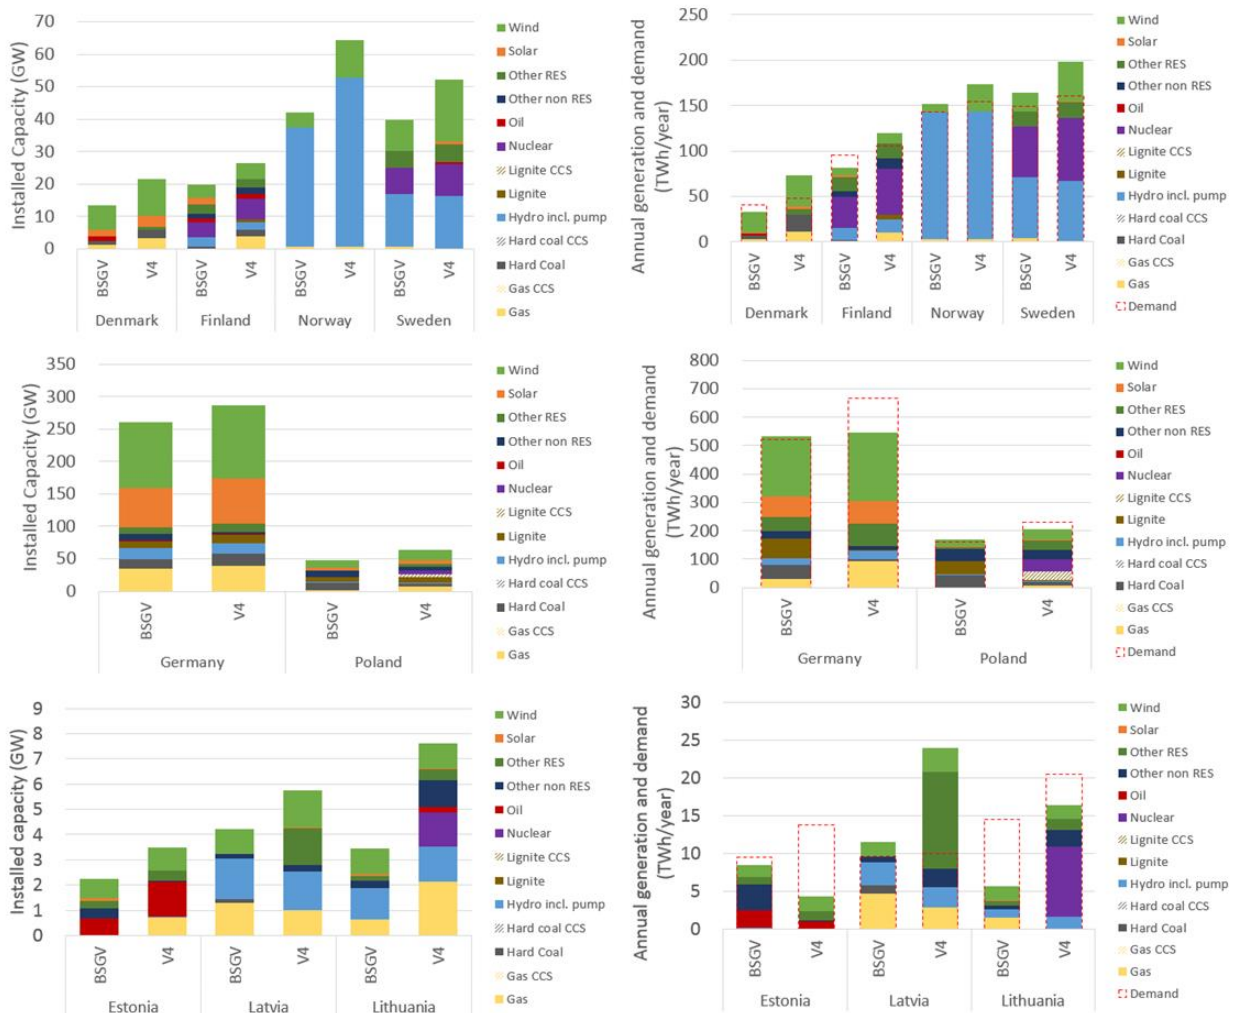 Installed Capacity (GW)
70
60
50
40
30
20
10
0
BSGV
V4
BSGV
V4
BSGV
V4
BSGV
V4
Denmark
Finland
Norway
Sweden
Wind
Solar
Other RES
Other non RES
Oil
Nuclear
Lignite CCS
Lignite
Hydro incl. pump
Hard coal CCS
Hard Coal
Gas CCS
Gas
Annual generation and demand
(TWh/year)
250
200
150
100
50
0
BSGV
V4
BSGV
V4
BSGV
V4
BSGV
V4
Denmark
Finland
Norway
Sweden
Wind
Solar
Other RES
Other non RES
Oil
Nuclear
Lignite CCS
Lignite
Hydro incl. pump
Hard coal CCS
Hard Coal
Gas CCS
Gas
Demand
Installed Capacity (GW)
350
300
250
200
150
100
50
0
BSGV
V4
BSGV
V4
Germany
Poland
Wind
Solar
Other RES
Other non RES
Oil
Nuclear
Lignite CCS
Lignite
Hydro incl. pump
Hard coal CCS
Hard Coal
Gas CCS
Gas
Annual generation and demand
(TWh/year)
800
700
600
500
400
300
200
100
0
BSGV
V4
BSGV
V4
Germany
Poland
Wind
Solar
Other RES
Other non RES
Oil
Nuclear
Lignite CCS
Lignite
Hydro incl. pump
Hard coal CCS
Hard Coal
Gas CCS
Gas
Demand
Installed capacity (GW)
9
8
7
6
5
4
3
2
1
0
BSGV
V4
BSGV
V4
BSGV
V4
Estonia
Latvia
Lithuania
Wind
Solar
Other RES
Other non RES
Oil
Nuclear
Lignite CCS
Lignite
Hydro incl. pump
Hard coal CCS
Hard Coal
Gas CCS
Gas
Annual generation and demand
(TWh/year)
30
25
20
15
10
5
0
BSGV
V4
BSGV
V4
BSGV
V4
Estonia
Latvia
Lithuania
Wind
Solar
Other RES
Other non RES
Oil
Nuclear
Lignite CCS
Lignite
Hydro incl. pump
Hard coal CCS
Hard Coal
Gas CCS
Gas
Demand